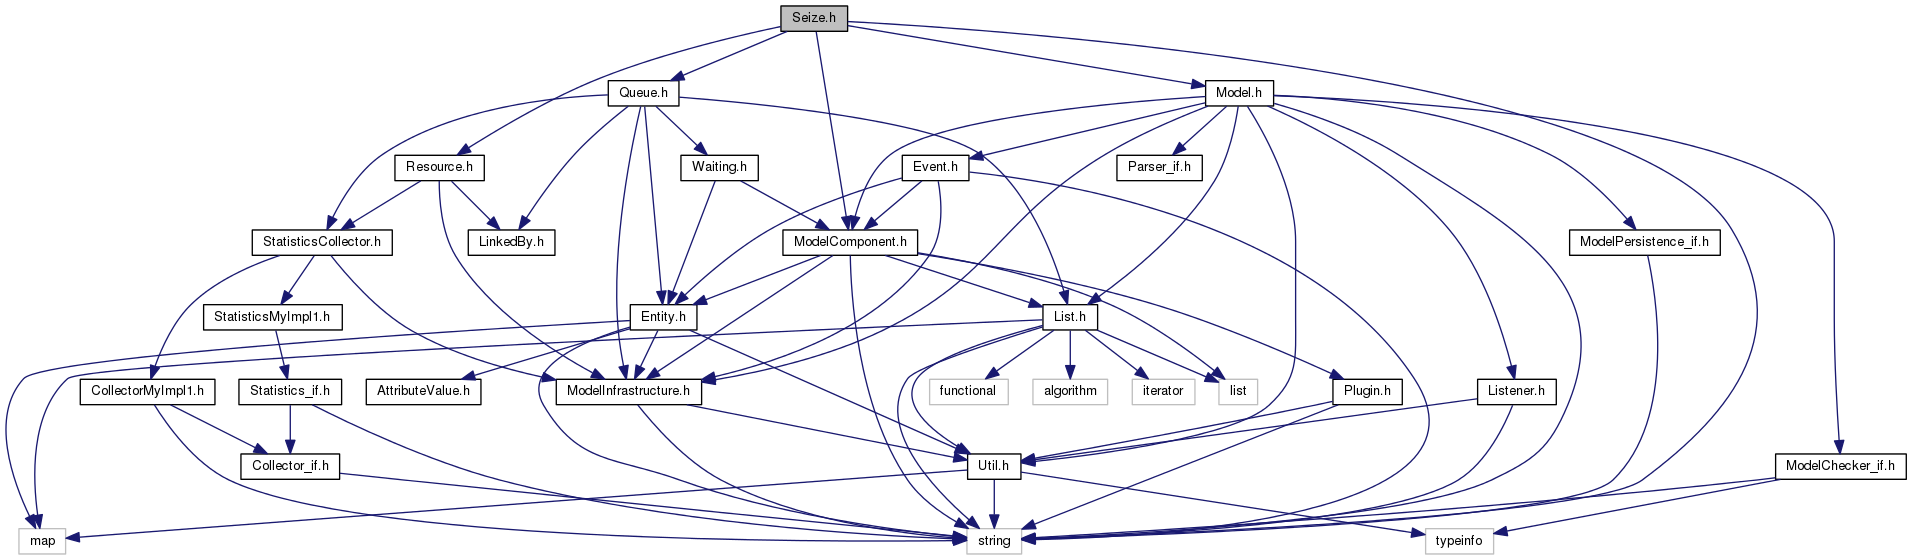 Seize.h
Queue.h
Model.h
Resource.h
Waiting.h
Event.h
Parser_if.h
StatisticsCollector.h
LinkedBy.h
ModelComponent.h
ModelPersistence_if.h
StatisticsMyImpl1.h
Entity.h
List.h
CollectorMyImpl1.h
Statistics_if.h
AttributeValue.h
ModelInfrastructure.h
functional
algorithm
iterator
list
Plugin.h
Listener.h
Collector_if.h
Util.h
ModelChecker_if.h
map
string
typeinfo